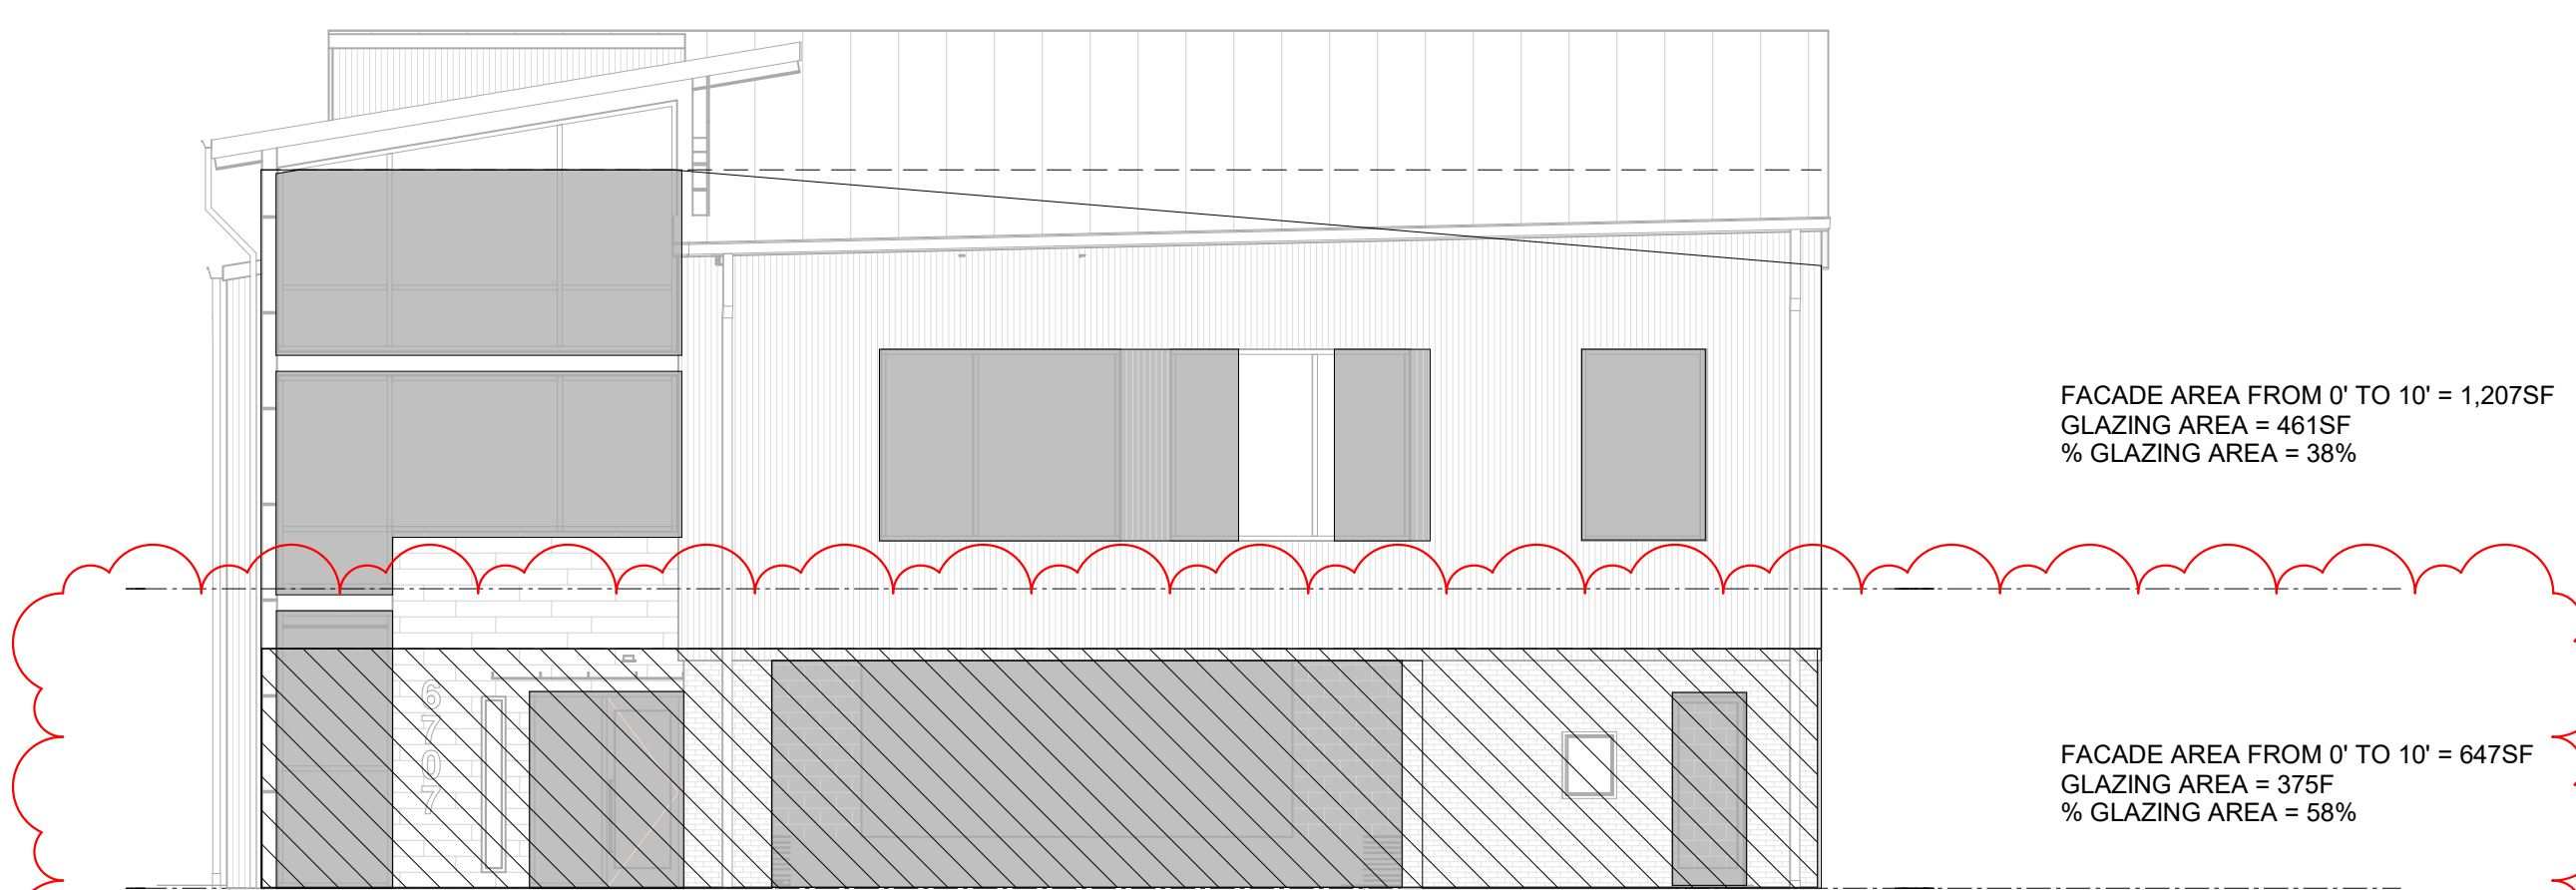 FACADE AREA FROM 0' TO 10' = 1,207SF
GLAZING AREA = 461SF
% GLAZING AREA = 38%
6707
FACADE AREA FROM 0' TO 10' = 647SF
GLAZING AREA = 375F
% GLAZING AREA = 58%